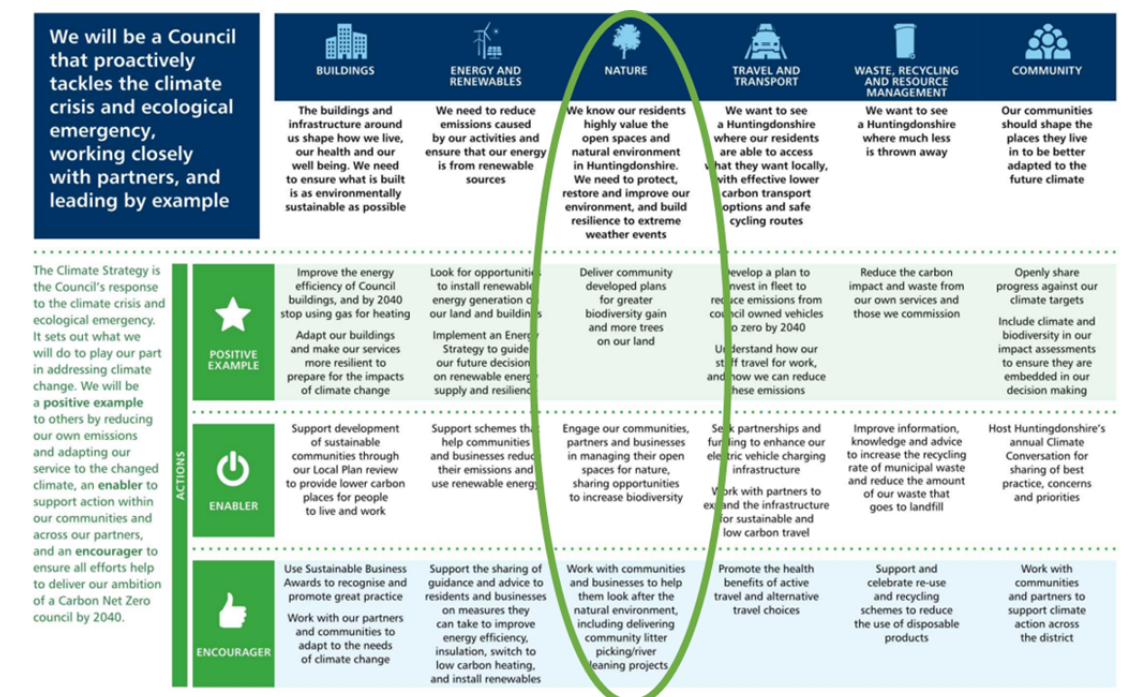 We will be a Council
that proactively
tackles the climate
crisis and ecological
emergency,
working closely
with partners, and
leading by example
BUILDINGS
ENERGY AND
RENEWABLES
NATURE
TRAVEL AND
TRANSPORT
WASTE, RECYCLING
AND RESOURCE
MANAGEMENT
COMMUNITY
The buildings and
infrastructure around
us shape how we live,
our health and our
well being. We need
to ensure what is built
is as environmentally
sustainable as possible
We need to reduce
emissions caused
by our activities and
ensure that our energy
is from renewable
sources
We know our residents
highly value the
open spaces and
natural environment
in Huntingdonshire.
We need to protect,
restore and improve our
environment, and build
resilience to extreme
weather events
We want to see
a Huntingdonshire
where our residents
are able to access
what they want locally,
with effective lower
carbon transport
options and safe
cycling routes
We want to see
a Huntingdonshire
where much less
is thrown away
Our communities
should shape the
places they live
in to be better
adapted to the
future climate
The Climate Strategy is
the Council's response
to the climate crisis and
ecological emergency.
It sets out what we
will do to play our part
in addressing climate
change. We will be
a positive example
to others by reducing
our own emissions
and adapting our
service to the changed
climate, an enabler to
support action within
our communities and
across our partners,
and an encourager to
ensure all efforts help
to deliver our ambition
of a Carbon Net Zero
council by 2040.
ACTIONS
POSITIVE
EXAMPLE
Improve the energy
efficiency of Council
buildings, and by 2040
stop using gas for heating
Adapt our buildings
and make our services
more resilient to
prepare for the impacts
of climate change
Look for opportunities
to install renewable
energy generation on
our land and buildings
Implement an Energy
Strategy to guide
our future decisions
on renewable energy
supply and resilience
Deliver community
developed plans
for greater
biodiversity gain
and more trees
on our land
Develop a plan to
invest in fleet to
reduce emissions from
council owned vehicles
to zero by 2040
Understand how our
staff travel for work,
and how we can reduce
these emissions
Reduce the carbon
impact and waste from
our own services and
those we commission
Openly share
progress against our
climate targets
Include climate and
biodiversity in our
impact assessments
to ensure they are
embedded in our
decision making
ENABLER
Support development
of sustainable
communities through
our Local Plan review
to provide lower carbon
places for people
to live and work
Support schemes that
help communities
and businesses reduce
their emissions and
use renewable energy
Engage our communities,
partners and businesses
in managing their open
spaces for nature,
sharing opportunities
to increase biodiversity
Seek partnerships and
funding to enhance our
electric vehicle charging
infrastructure
Work with partners to
expand the infrastructure
for sustainable and
low carbon travel
Improve information,
knowledge and advice
to increase the recycling
rate of municipal waste
and reduce the amount
of our waste that
goes to landfill
Host Huntingdonshire's
annual Climate
Conversation for
sharing of best
practice, concerns
and priorities
ENCOURAGER
Use Sustainable Business
Awards to recognise and
promote great practice
Work with our partners
and communities to
adapt to the needs
of climate change
Support the sharing of
guidance and advice to
residents and businesses
on measures they
can take to improve
energy efficiency,
insulation, switch to
low carbon heating,
and install renewables
Work with communities
and businesses to help
them look after the
natural environment,
including delivering
community litter
picking/river
cleaning projects
Promote the health
benefits of active
travel and alternative
travel choices
Support and
celebrate re-use
and recycling
schemes to reduce
the use of disposable
products
Work with
communities
and partners to
support climate
action across
the district